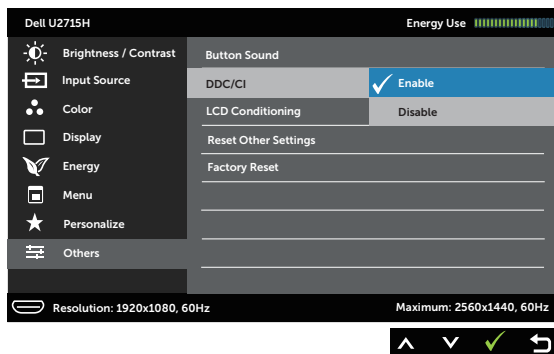 Dell U2715H Energy Use
Brightness / Contrast Button Sound
Input Source DDC/CI Enable
Color LCD Conditioning Disable
Display Reset Other Settings
Energy Factory Reset
Menu
Personalize
Others
Resolution: 1920x1080, 60Hz Maximum: 2560x1440, 60Hz